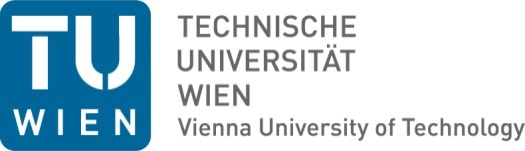 TU
WIEN
TECHNISCHE
UNIVERSITÄT
WIEN
Vienna University of Technology